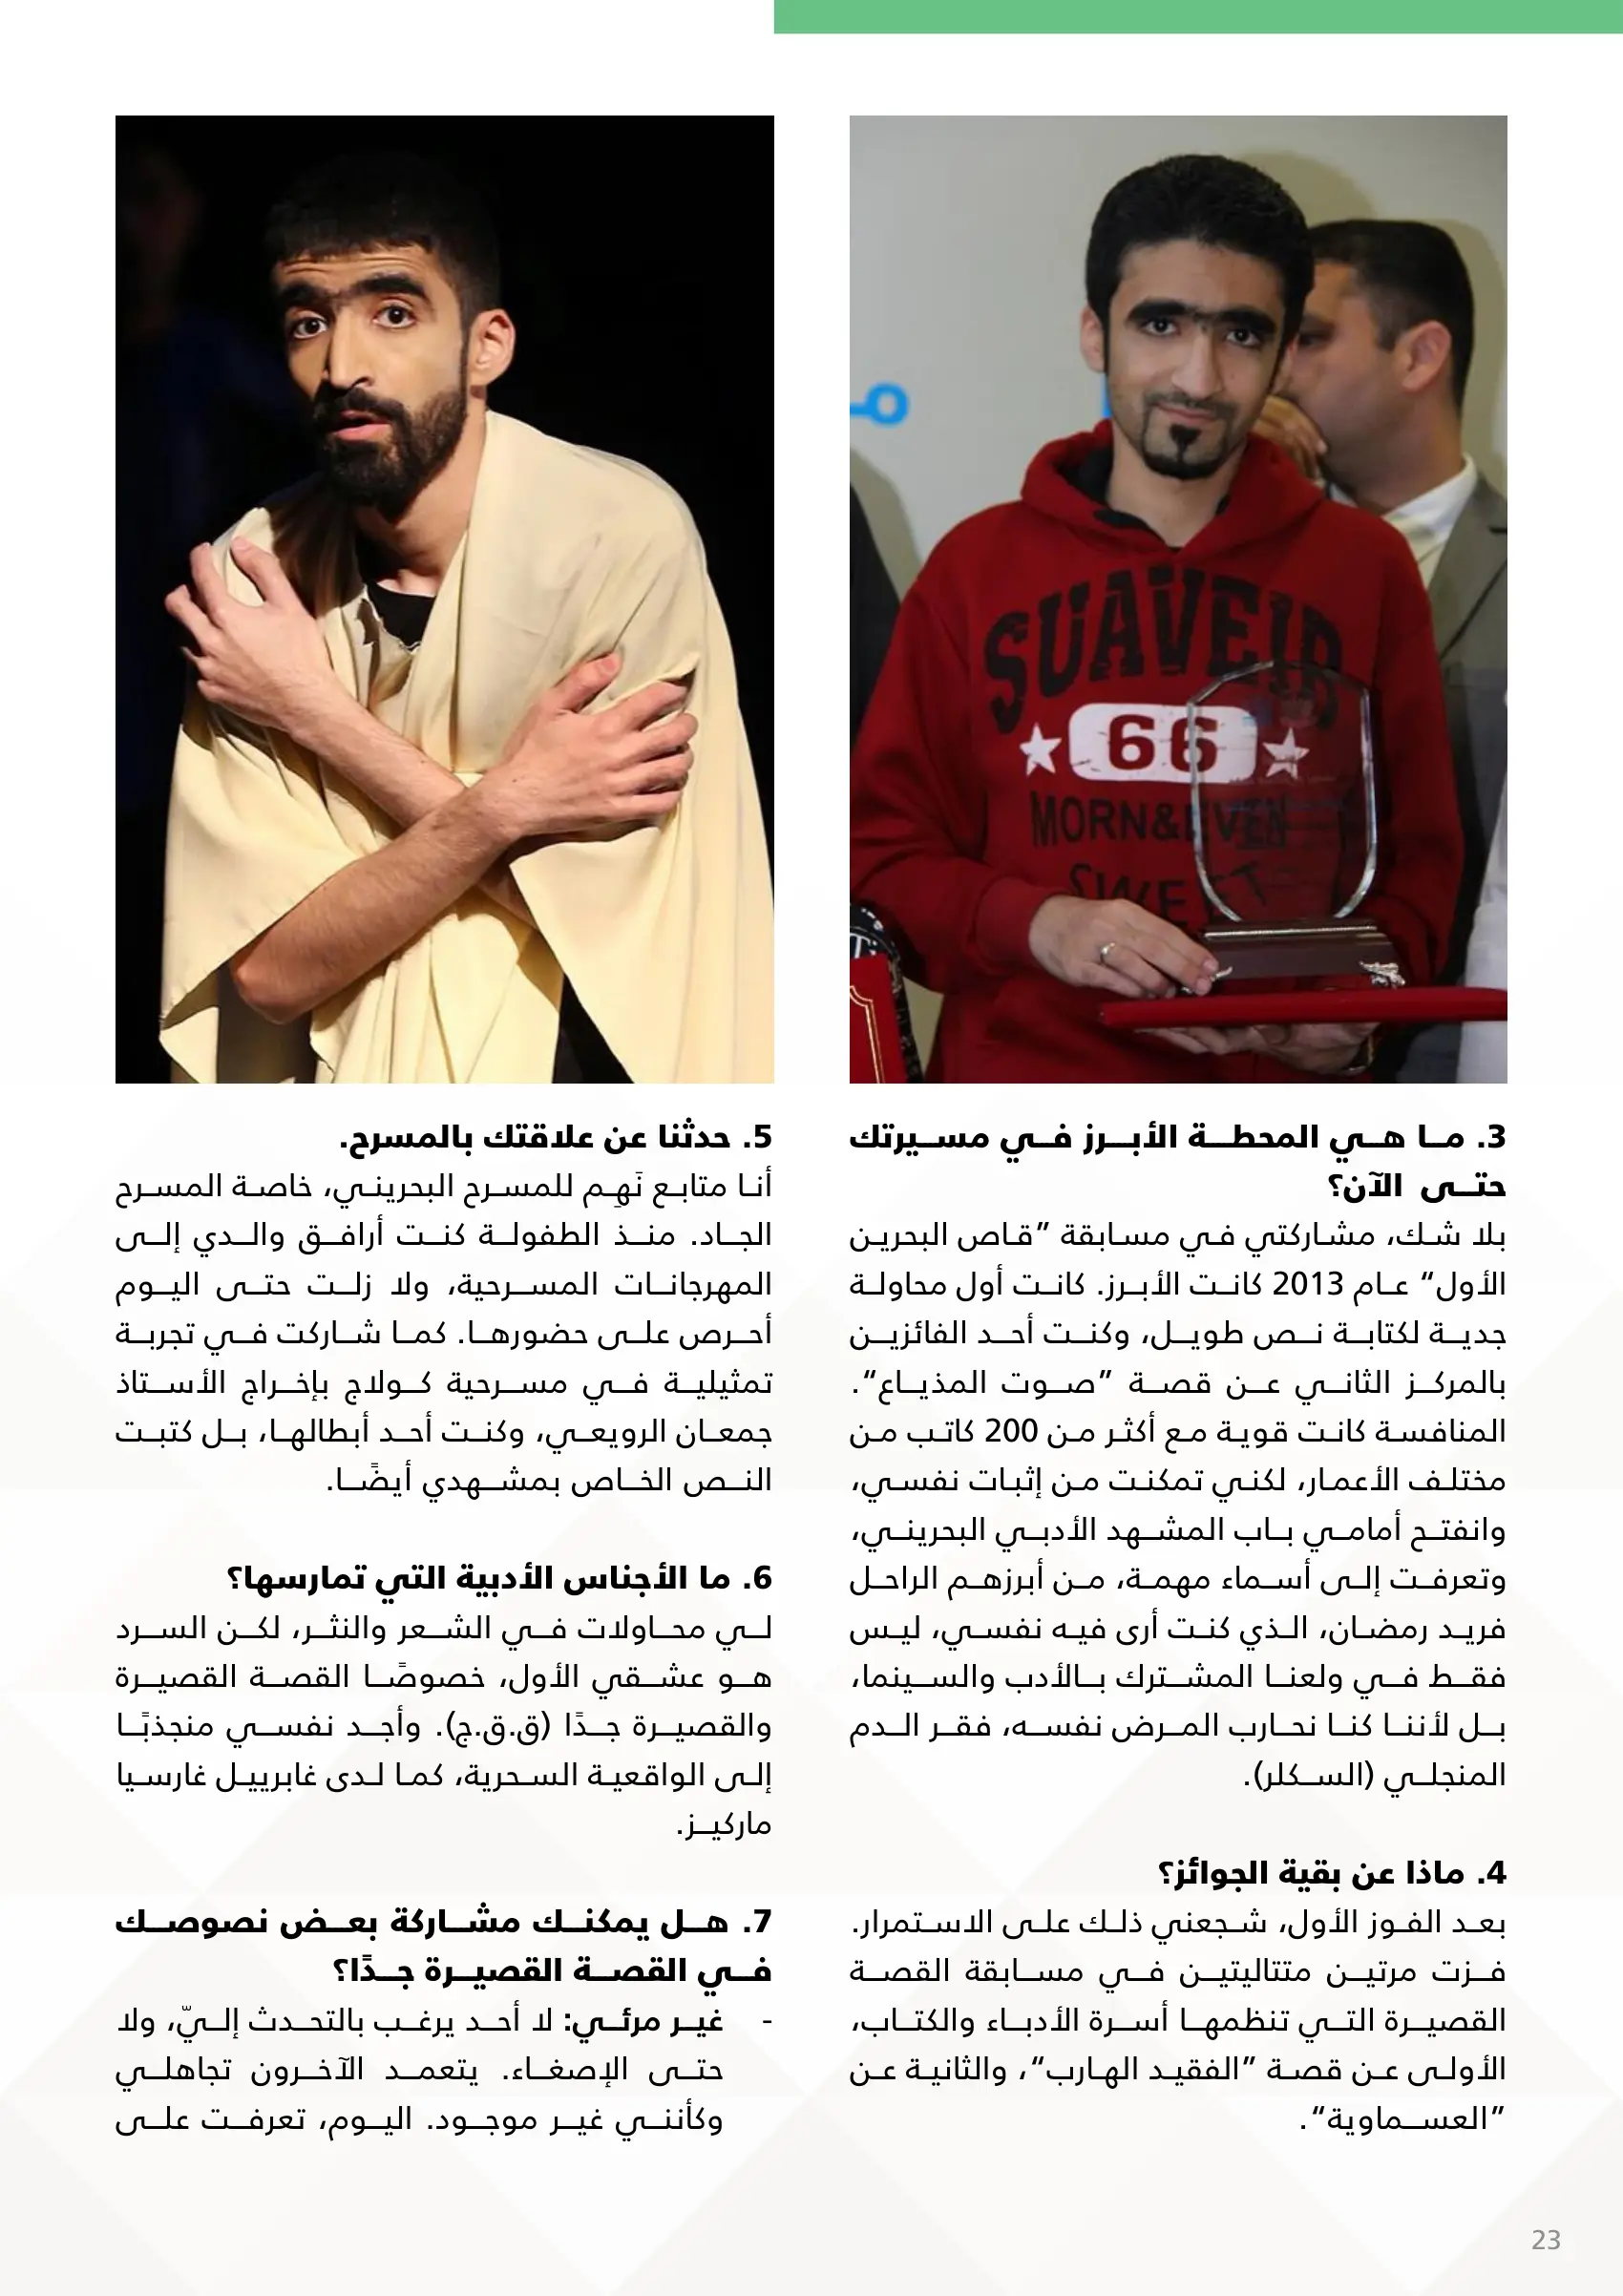 م
SUAVEIR
66
MORN&EVEN
SWEET
3. ما هي المحطة الأبرز في مسيرتك
حتى الآن؟
بلا شك، مشاركتي في مسابقة ”قاص البحرين
الأول“ عام 2013 كانت الأبرز. كانت أول محاولة
جدية لكتابة نص طويل، وكنت أحد الفائزين
بالمركز الثاني عن قصة ”صوت المذياع“.
المنافسة كانت قوية مع أكثر من 200 كاتب من
مختلف الأعمار، لكني تمكنت من إثبات نفسي،
وانفتح أمامي باب المشهد الأدبي البحريني،
وتعرفت إلى أسماء مهمة، من أبرزهم الراحل
فريد رمضان، الذي كنت أرى فيه نفسي، ليس
فقط في ولعنا المشترك بالأدب والسينما،
بل لأننا كنا نحارب المرض نفسه، فقر الدم
المنجلي (السكلر).
4. ماذا عن بقية الجوائز؟
بعد الفوز الأول، شجعني ذلك على الاستمرار.
فزت مرتين متتاليتين في مسابقة القصة
القصيرة التي تنظمها أسرة الأدباء والكتاب،
الأولى عن قصة ”الفقيد الهارب“، والثانية عن
”العسماوية“.
5. حدثنا عن علاقتك بالمسرح.
أنا متابع نَهِم للمسرح البحريني، خاصة المسرح
الجاد. منذ الطفولة كنت أرافق والدي إلى
المهرجانات المسرحية، ولا زلت حتى اليوم
أحرص على حضورها. كما شاركت في تجربة
تمثيلية في مسرحية كولاج بإخراج الأستاذ
جمعان الرويعي، وكنت أحد أبطالها، بل كتبت
النص الخاص بمشهدي أيضًا.
6. ما الأجناس الأدبية التي تمارسها؟
لي محاولات في الشعر والنثر، لكن السرد
هو عشقي الأول، خصوصًا القصة القصيرة
والقصيرة جدًا (ق.ق.ج). وأجد نفسي منجذبًا
إلى الواقعية السحرية، كما لدى غابرييل غارسيا
ماركيز.
7. هل يمكنك مشاركة بعض نصوصك
في القصة القصيرة جدًا؟
- غير مرئي: لا أحد يرغب بالتحدث إليّ، ولا
حتى الإصغاء. يتعمد الآخرون تجاهلي
وكأنني غير موجود. اليوم، تعرفت على
23